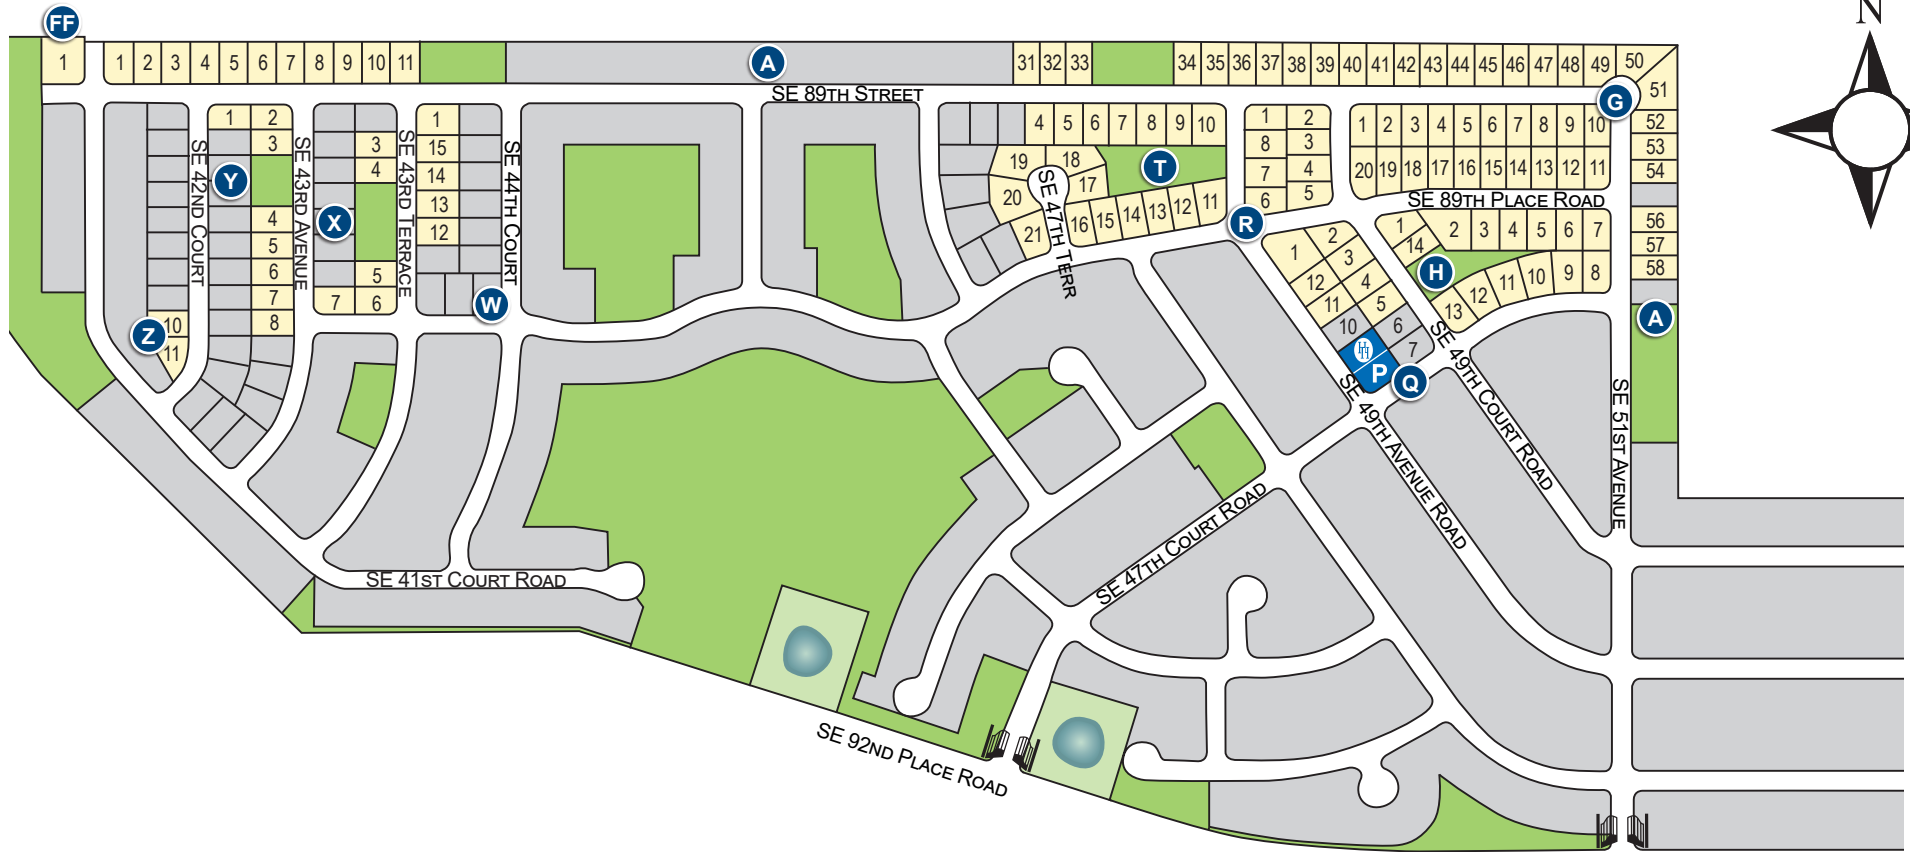 N
FF
1
1 2 3 4 5 6 7 8 9 10 11
A
31 32 33
34 35 36 37 38 39 40 41 42 43 44 45 46 47 48 49 50
51
SE 89TH STREET
G
52
53
54
56
57
58
A
SE 42ND COURT
1 2
3
Y
4
5
6
7
8
Z
10
11
SE 43RD AVENUE
3
4
X
5
7 6
SE 43RD TERRACE
1
15
14
13
12
W
SE 44TH COURT
4 5 6 7 8 9 10
19 18
17
20
21
T
16 15 14 13 12 11
SE 47TH TERR
1 2
8 3
7 4
6 5
R
1 2 3 4 5 6 7 8 9 10
20 19 18 17 16 15 14 13 12 11
SE 89TH PLACE ROAD
1 2 3 4 5 6 7
14
H
13 12 11 10 9 8
1 2
3
12 4
11 5
10 6
7
HH
P
Q
SE 49TH COURT ROAD
SE 49TH AVENUE ROAD
SE 51ST AVENUE
SE 47TH COURT ROAD
SE 41ST COURT ROAD
SE 92ND PLACE ROAD